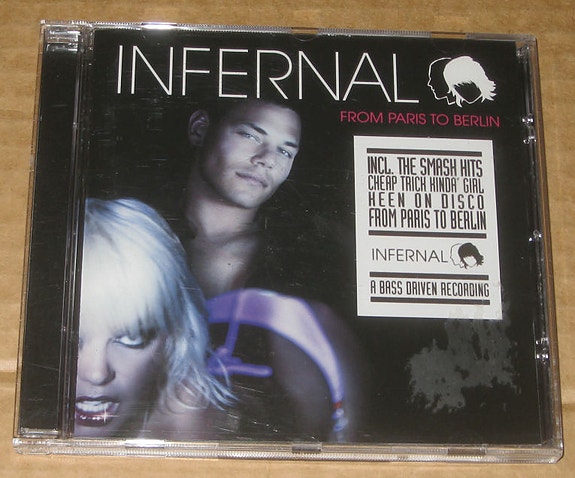 INFERNAL
FROM PARIS TO BERLIN
INCL. THE SMASH HITS
CHEAP TRICK KINDA' GIRL
KEEN ON DISCO
FROM PARIS TO BERLIN
INFERNAL
A BASS DRIVEN RECORDING